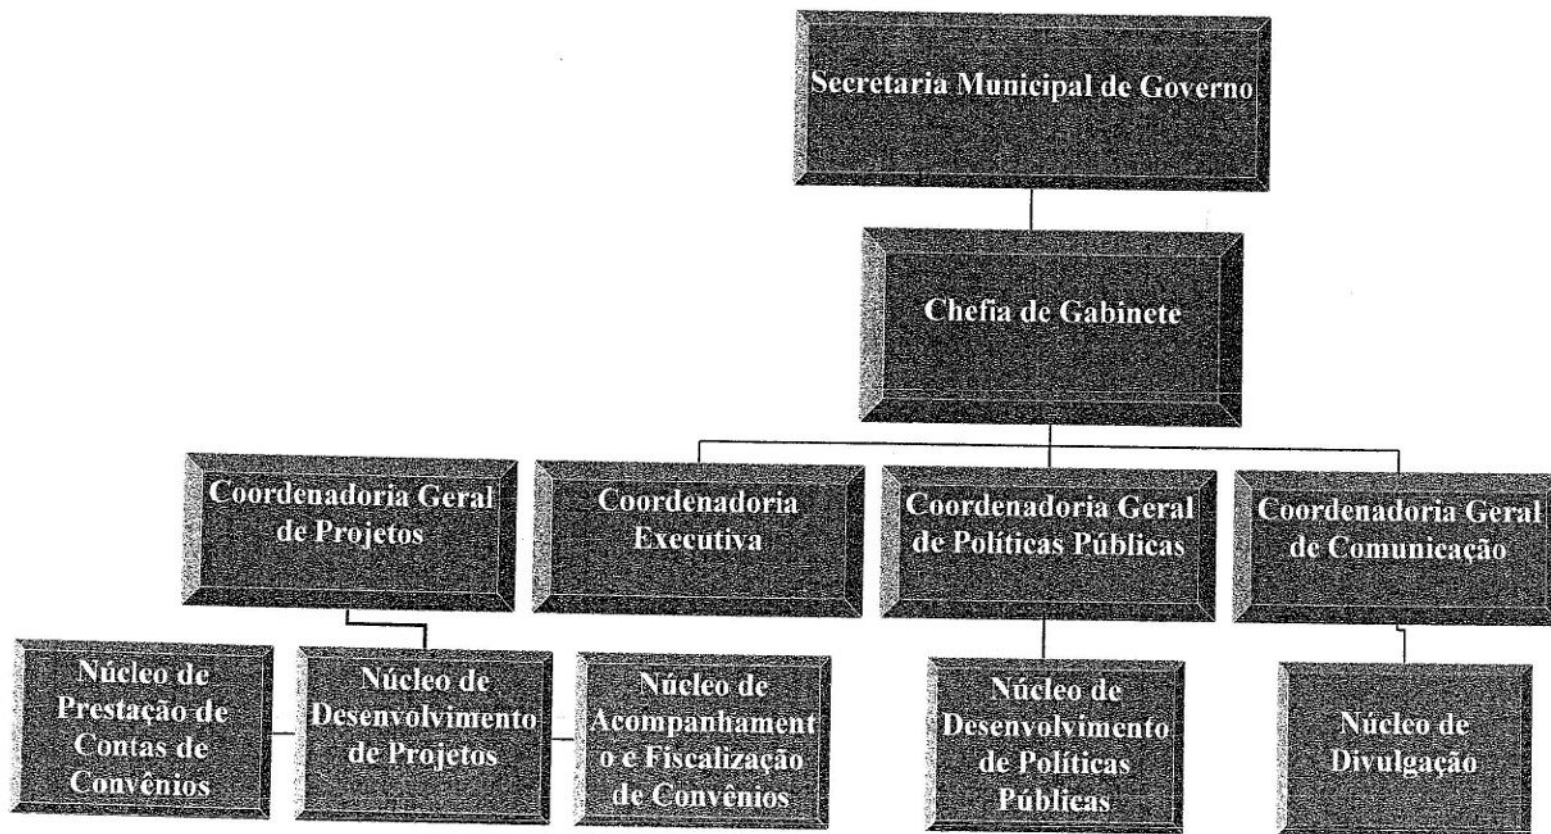 Secretaria Municipal de Governo
Chefia de Gabinete
Coordenadoria Geral
de Projetos
Coordenadoria
Executiva
Coordenadoria Geral
de Políticas Públicas
Coordenadoria Geral
de Comunicação
Núcleo de
Prestação de
Contas de
Convênios
Núcleo de
Desenvolvimento
de Projetos
Núcleo de
Acompanhament
o e Fiscalização
de Convênios
Núcleo de
Desenvolvimento
de Políticas
Públicas
Núcleo de
Divulgação